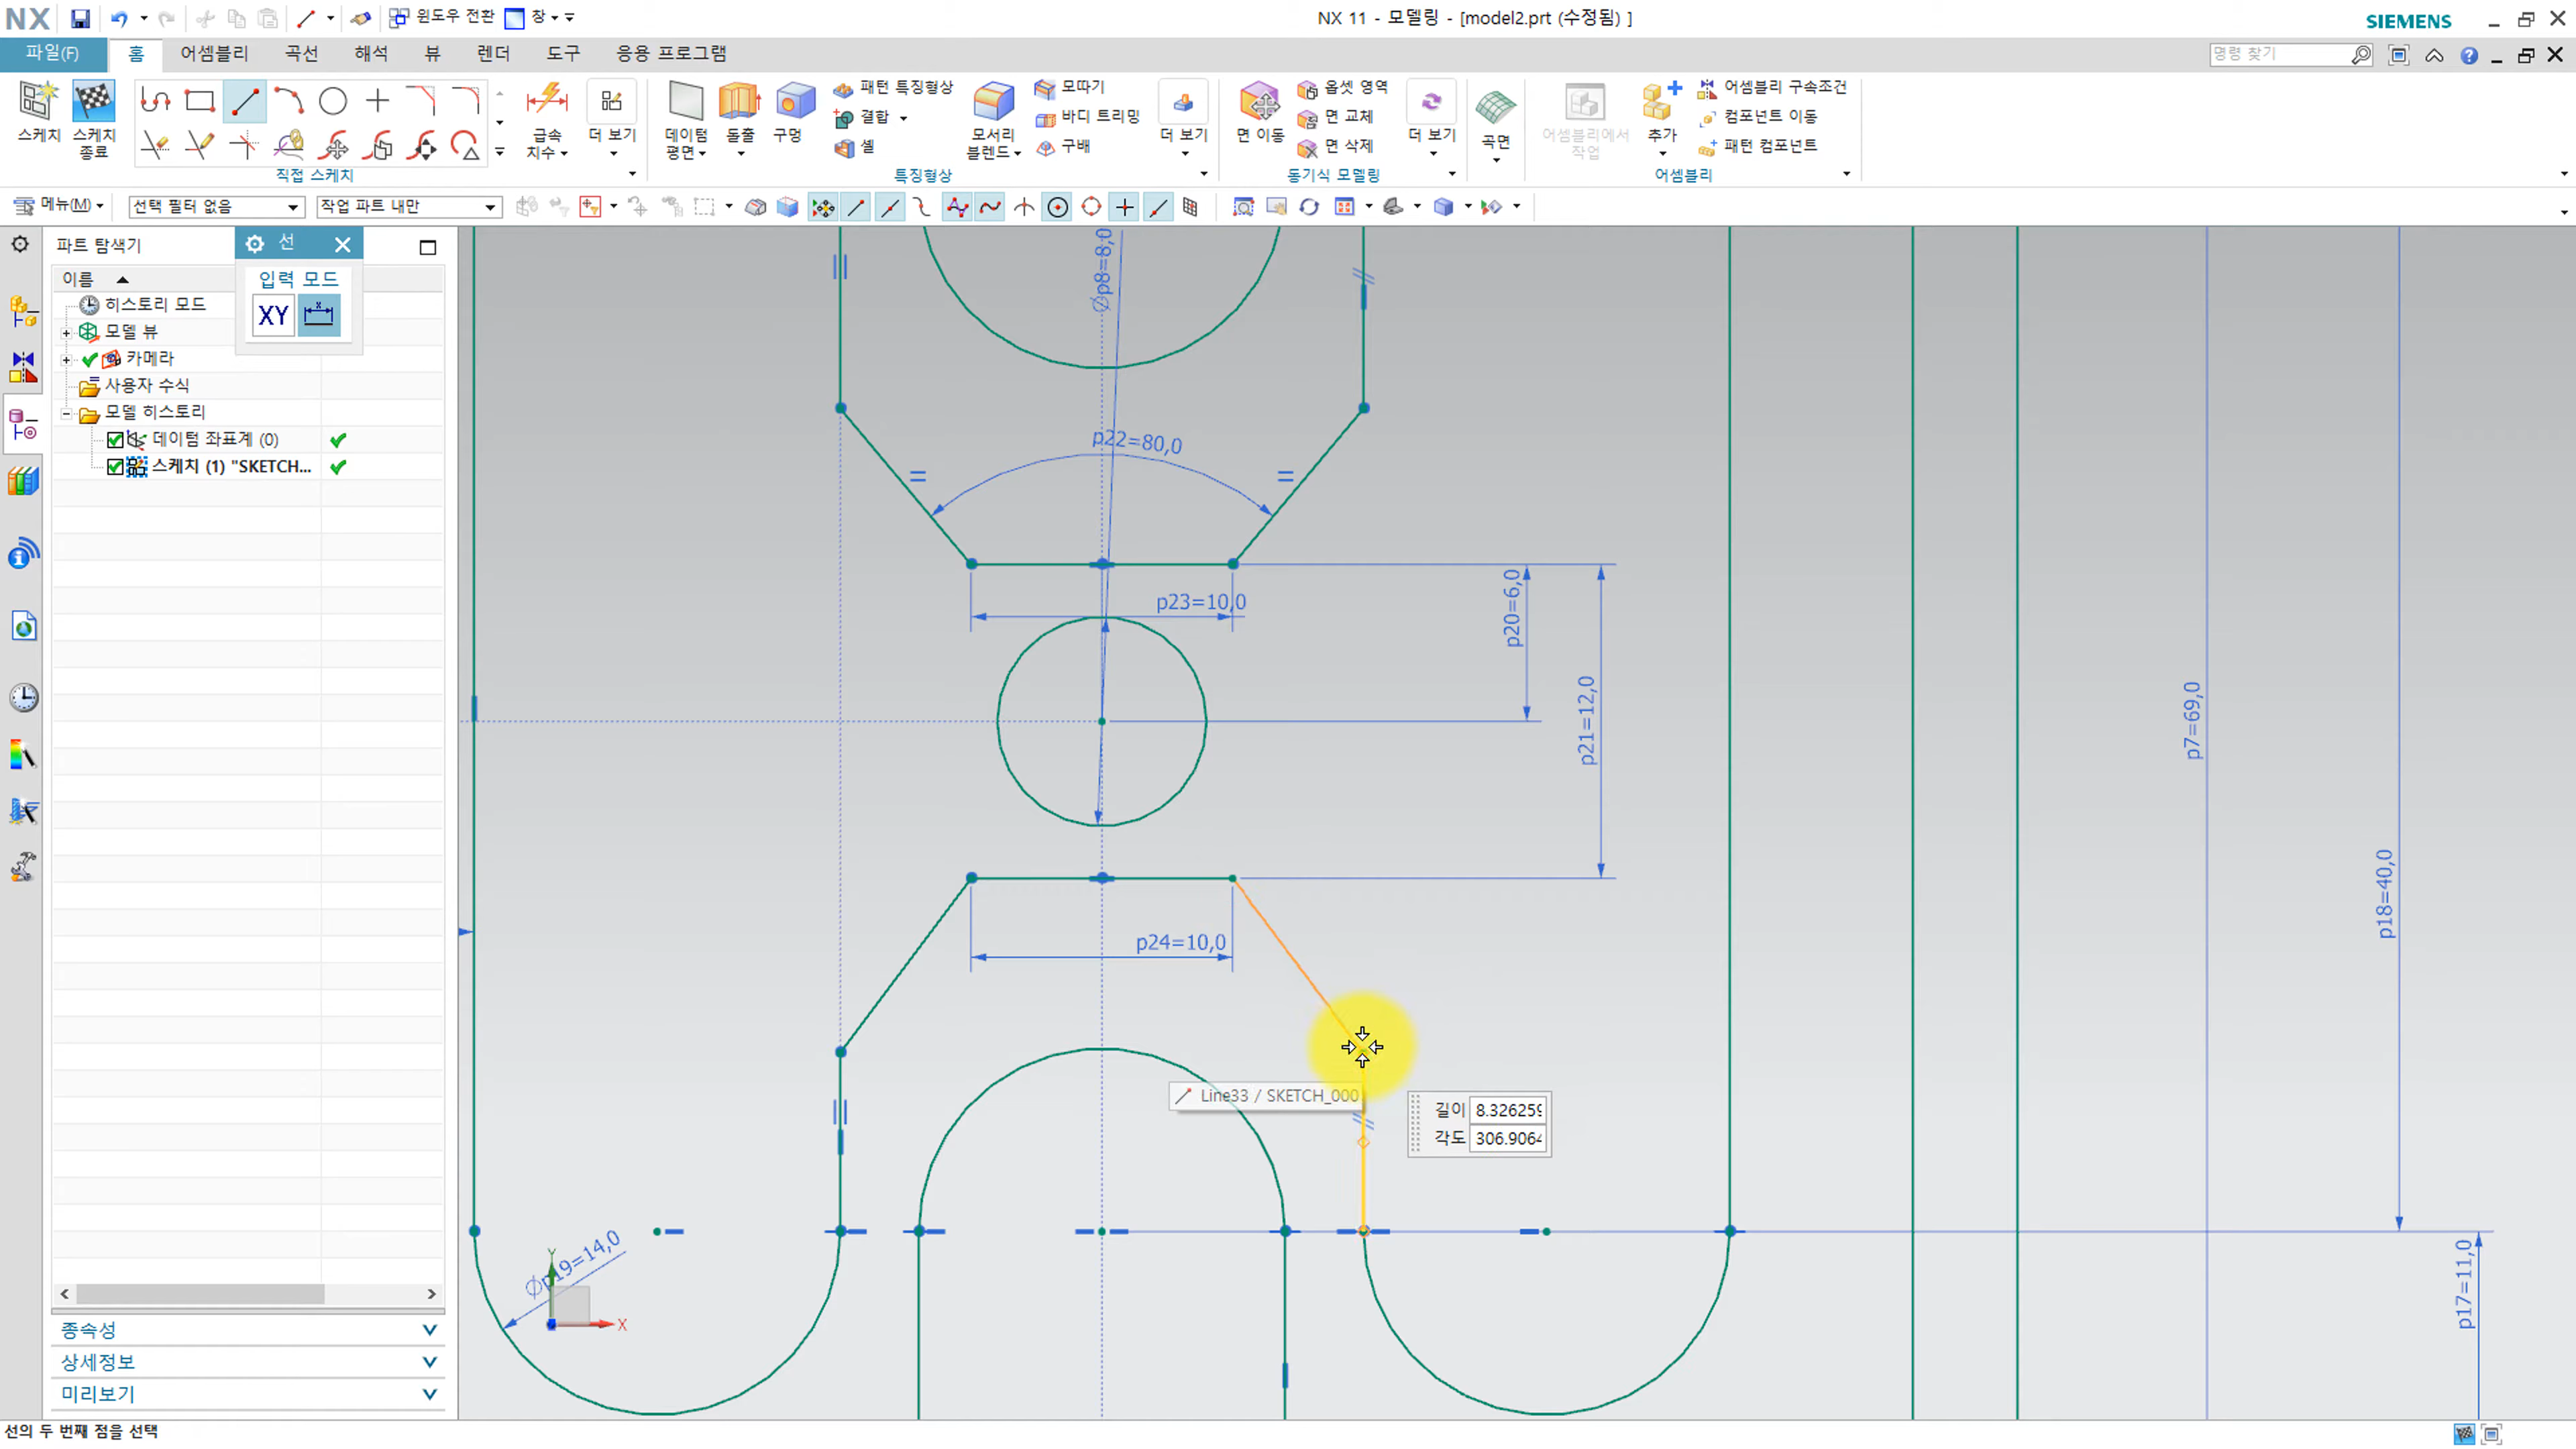 NX
윈도우 전환
창
NX 11 - 모델링 - [model2.prt (수정됨) ]
SIEMENS
파일(F)
홈
어셈블리
곡선
해석
뷰
렌더
도구
응용 프로그램
명령 찾기
스케치
스케치
종료
급속
치수
더 보기
데이텀
평면
돌출
구멍
패턴 특징형상
결합
셸
모서리
블렌드
모따기
바디 트리밍
구배
더 보기
면 이동
옵셋 영역
면 교체
면 삭제
더 보기
곡면
어셈블리에서
작업
추가
어셈블리 구속조건
컴포넌트 이동
패턴 컴포넌트
직접 스케치
특징형상
동기식 모델링
어셈블리
메뉴(M)
선택 필터 없음
작업 파트 내만
파트 탐색기
선
입력 모드
XY
이름
히스토리 모드
모델 뷰
카메라
사용자 수식
모델 히스토리
데이텀 좌표계 (0)
스케치 (1) "SKETCH...
종속성
상세정보
미리보기
선의 두 번째 점을 선택
∅p8=8,0
p22=80,0
p23=10,0
p20=6,0
p21=12,0
p7=69,0
p18=40,0
p24=10,0
Line33 / SKETCH_000
길이 8.326259
각도 306.9064
∅p19=14,0
p17=11,0
Y
X